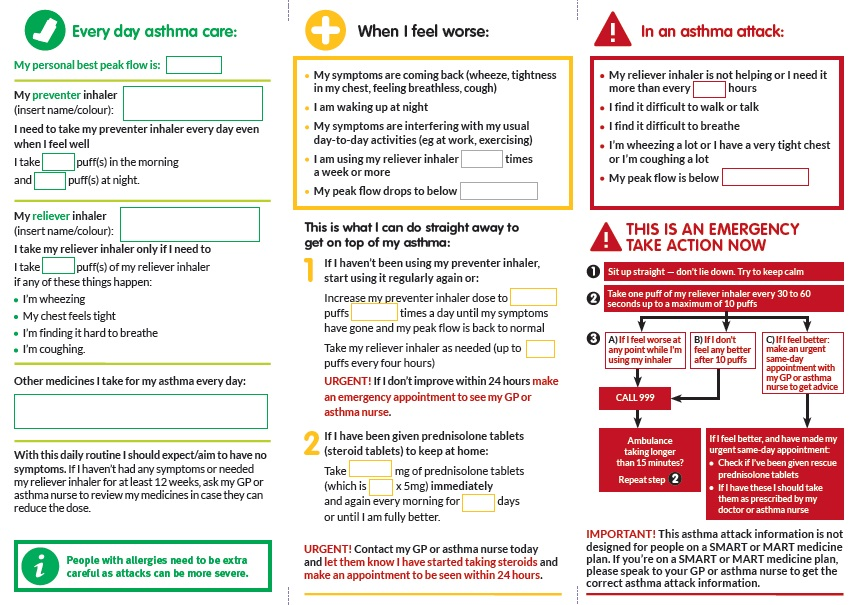 Every day asthma care:
My personal best peak flow is:
My preventer inhaler
(insert name/colour):
I need to take my preventer inhaler every day even
when I feel well
I take puff(s) in the morning
and puff(s) at night.
My reliever inhaler
(insert name/colour):
I take my reliever inhaler only if I need to
I take puff(s) of my reliever inhaler
if any of these things happen:
• I'm wheezing
• My chest feels tight
• I'm finding it hard to breathe
• I'm coughing.
Other medicines I take for my asthma every day:
With this daily routine I should expect/aim to have no
symptoms. If I haven't had any symptoms or needed
my reliever inhaler for at least 12 weeks, ask my GP or
asthma nurse to review my medicines in case they can
reduce the dose.
i
People with allergies need to be extra
careful as attacks can be more severe.
When I feel worse:
• My symptoms are coming back (wheeze, tightness
in my chest, feeling breathless, cough)
• I am waking up at night
• My symptoms are interfering with my usual
day-to-day activities (eg at work, exercising)
• I am using my reliever inhaler times
a week or more
• My peak flow drops to below
This is what I can do straight away to
get on top of my asthma:
1 If I haven't been using my preventer inhaler,
start using it regularly again or:
Increase my preventer inhaler dose to
puffs times a day until my symptoms
have gone and my peak flow is back to normal
Take my reliever inhaler as needed (up to
puffs every four hours)
URGENT! If I don't improve within 24 hours make
an emergency appointment to see my GP or
asthma nurse.
2 If I have been given prednisolone tablets
(steroid tablets) to keep at home:
Take mg of prednisolone tablets
(which is x 5mg) immediately
and again every morning for days
or until I am fully better.
URGENT! Contact my GP or asthma nurse today
and let them know I have started taking steroids and
make an appointment to be seen within 24 hours.
! In an asthma attack:
• My reliever inhaler is not helping or I need it
more than every hours
• I find it difficult to walk or talk
• I find it difficult to breathe
• I'm wheezing a lot or I have a very tight chest
or I'm coughing a lot
• My peak flow is below
! THIS IS AN EMERGENCY
TAKE ACTION NOW
1 Sit up straight — don't lie down. Try to keep calm
2 Take one puff of my reliever inhaler every 30 to 60
seconds up to a maximum of 10 puffs
3
A) If I feel worse at
any point while I'm
using my inhaler
B) If I don't
feel any better
after 10 puffs
C) If I feel better:
make an urgent
same-day
appointment with
my GP or asthma
nurse to get advice
CALL 999
Ambulance
taking longer
than 15 minutes?
Repeat step 2
If I feel better, and have made my
urgent same-day appointment:
• Check if I've been given rescue
prednisolone tablets
• If I have these I should take
them as prescribed by my
doctor or asthma nurse
IMPORTANT! This asthma attack information is not
designed for people on a SMART or MART medicine
plan. If you're on a SMART or MART medicine plan,
please speak to your GP or asthma nurse to get the
correct asthma attack information.